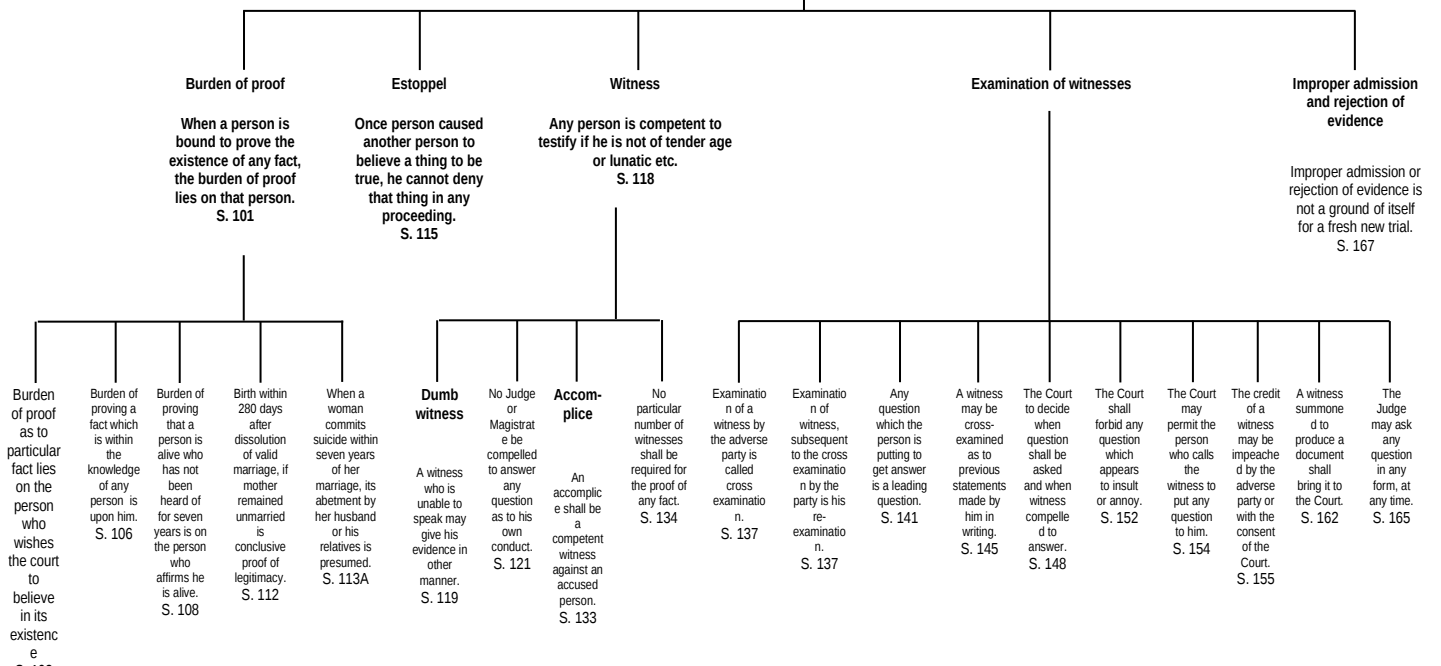 Burden of proof
When a person is
bound to prove the
existence of any fact,
the burden of proof
lies on that person.
S. 101
Estoppel
Once person caused
another person to
believe a thing to be
true, he cannot deny
that thing in any
proceeding.
S. 115
Witness
Any person is competent to
testify if he is not of tender age
or lunatic etc.
S. 118
Examination of witnesses
Improper admission
and rejection of
evidence
Improper admission or
rejection of evidence is
not a ground of itself
for a fresh new trial.
S. 167
Burden
of proof
as to
particular
fact lies
on the
person
who
wishes
the court
to
believe
in its
existenc
e
Burden of
proving a
fact which
is within
the
knowledge
of any
person is
upon him.
S. 106
Burden of
proving
that a
person is
alive who
has not
been
heard of
for seven
years is on
the person
who
affirms he
is alive.
S. 108
Birth within
280 days
after
dissolution
of valid
marriage, if
mother
remained
unmarried
is
conclusive
proof of
legitimacy.
S. 112
When a
woman
commits
suicide within
seven years
of her
marriage, its
abetment by
her husband
or his
relatives is
presumed.
S. 113A
Dumb
witness
A witness
who is
unable to
speak may
give his
evidence in
other
manner.
S. 119
No Judge
or
Magistrat
e be
compelled
to answer
any
question
as to his
own
conduct.
S. 121
Accom-
plice
An
accomplic
e shall be
a
competent
witness
against an
accused
person.
S. 133
No
particular
number of
witnesses
shall be
required for
the proof of
any fact.
S. 134
Examinatio
n of a
witness by
the adverse
party is
called
cross
examinatio
n.
S. 137
Examinatio
n of
witness,
subsequent
to the cross
examinatio
n by the
party is his
re-
examinatio
n.
S. 137
Any
question
which the
person is
putting to
get answer
is a leading
question.
S. 141
A witness
may be
cross-
examined
as to
previous
statements
made by
him in
writing.
S. 145
The Court
to decide
when
question
shall be
asked
and when
witness
compelle
d to
answer.
S. 148
The Court
shall
forbid any
question
which
appears
to insult
or annoy.
S. 152
The Court
may
permit the
person
who calls
the
witness to
put any
question
to him.
S. 154
The credit
of a
witness
may be
impeache
d by the
adverse
party or
with the
consent
of the
Court.
S. 155
A witness
summone
d to
produce a
document
shall
bring it to
the Court.
S. 162
The
Judge
may ask
any
question
in any
form, at
any time.
S. 165